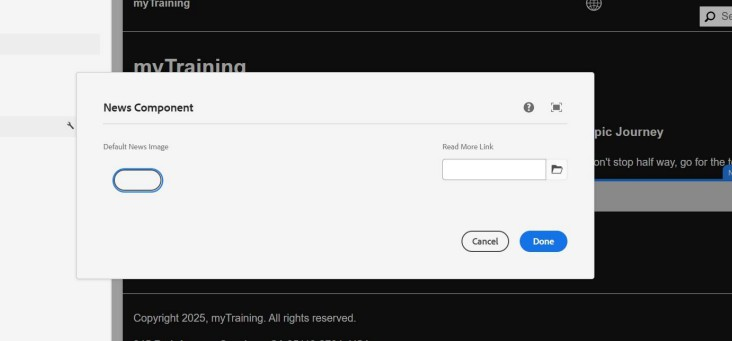 myTraining
Se
myTraining
News Component
pic Journey
Default News Image
Read More Link
on't stop half way, go for the
Cancel
Done
Copyright 2025, myTraining. All rights reserved.